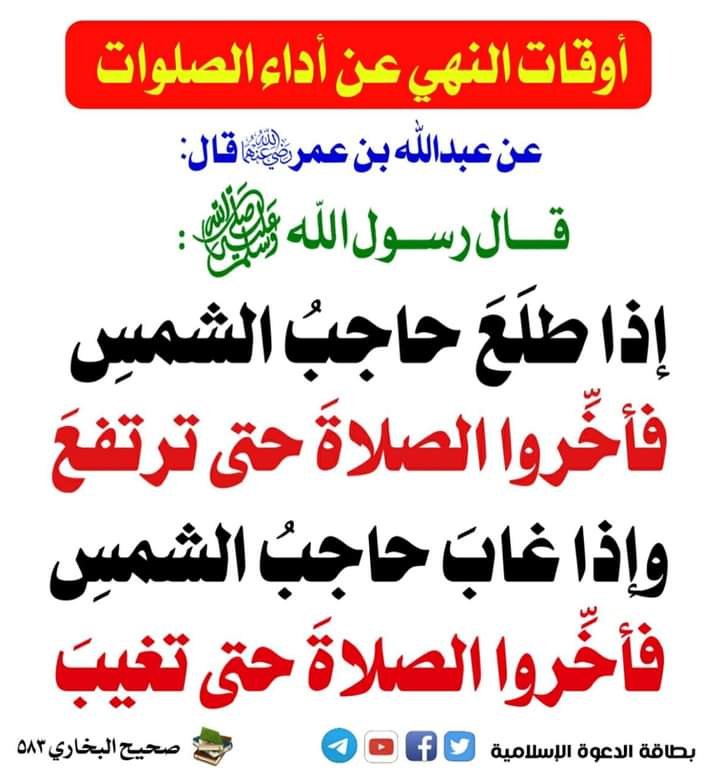 أوقات النهي عن أداء الصلوات
عن عبدالله بن عمر رضي الله عنهما قال:
قــال رســول الله صلى الله عليه وسلم :
إذا طلَعَ حاجبُ الشمسِ
فأخِّروا الصلاةَ حتى ترتفعَ
وإذا غابَ حاجبُ الشمسِ
فأخِّروا الصلاةَ حتى تغيبَ
بطاقة الدعوة الإسلامية
صحيح البخاري ٥٨٣